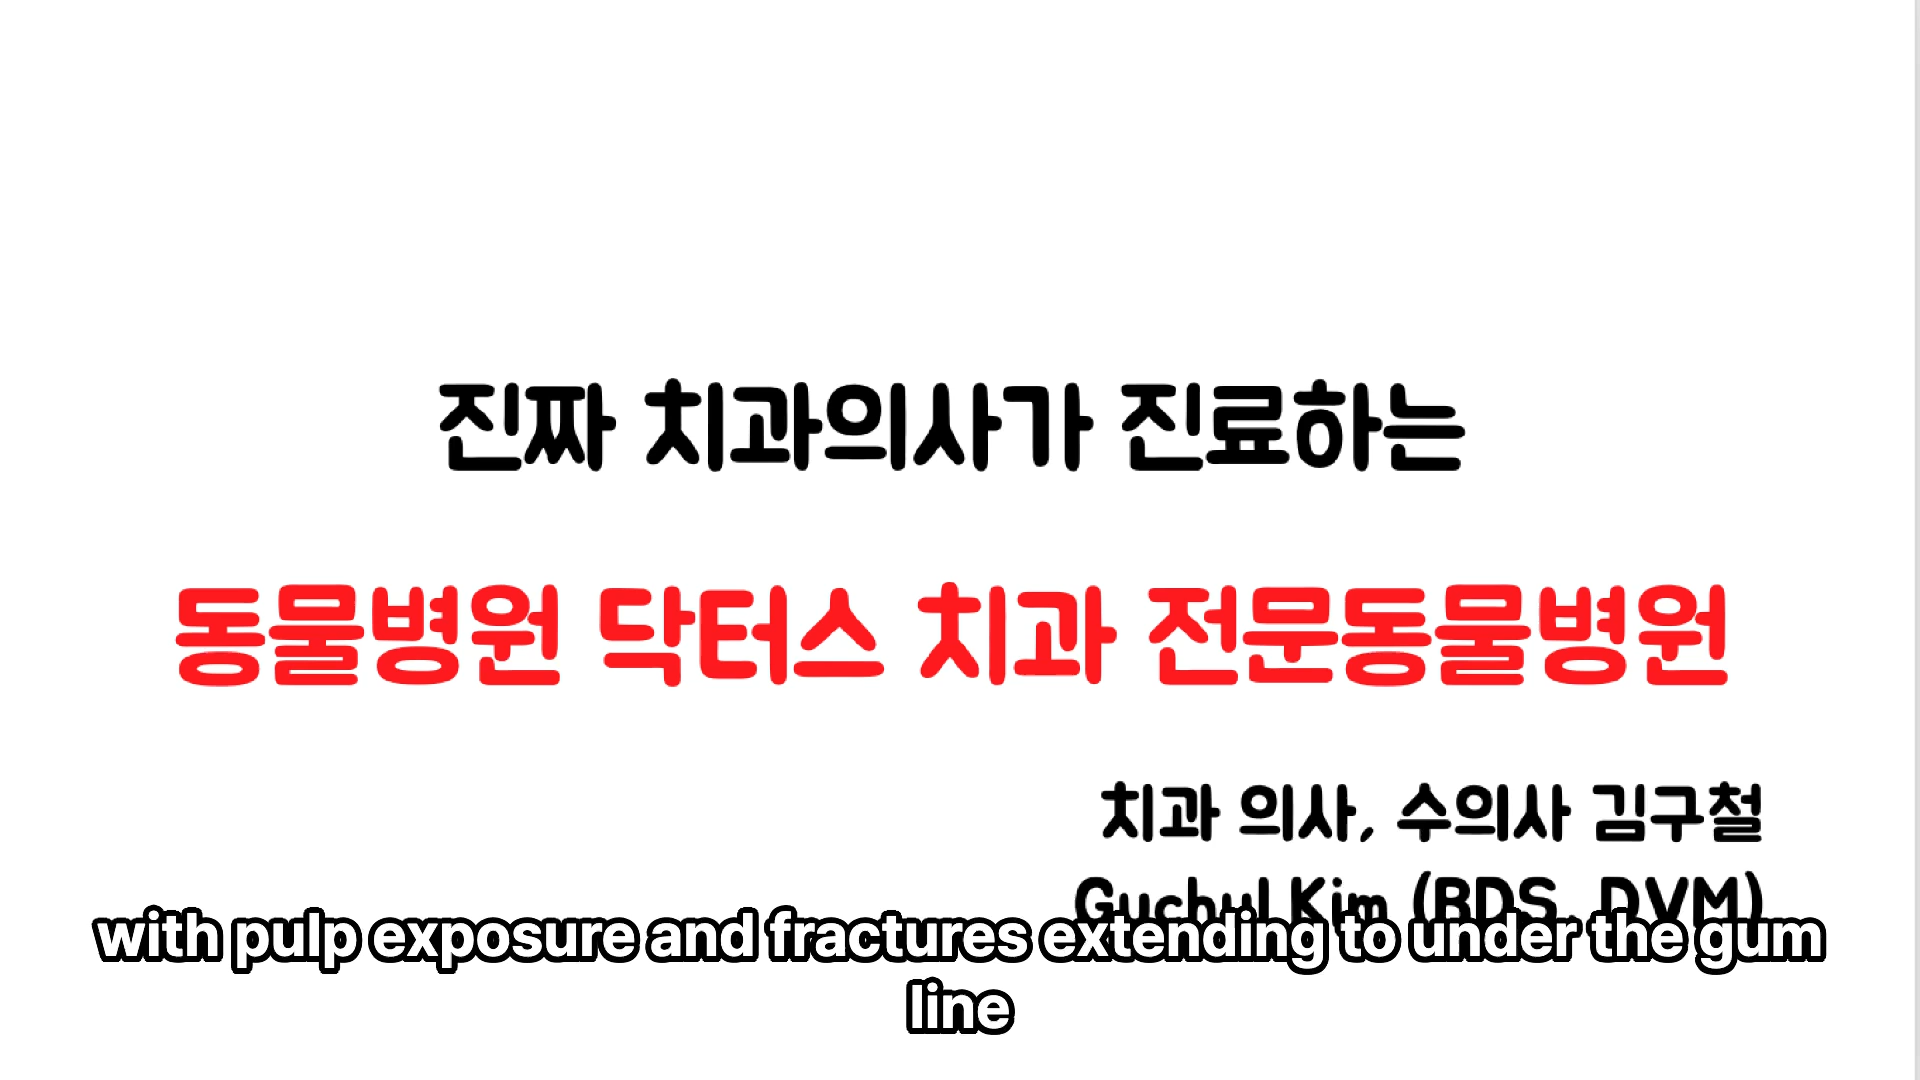 진짜 치과의사가 진료하는
동물병원 닥터스 치과 전문동물병원
치과 의사, 수의사 김구철
Guchul Kim (BDS, DVM)
with pulp exposure and fractures extending to under the gum
line